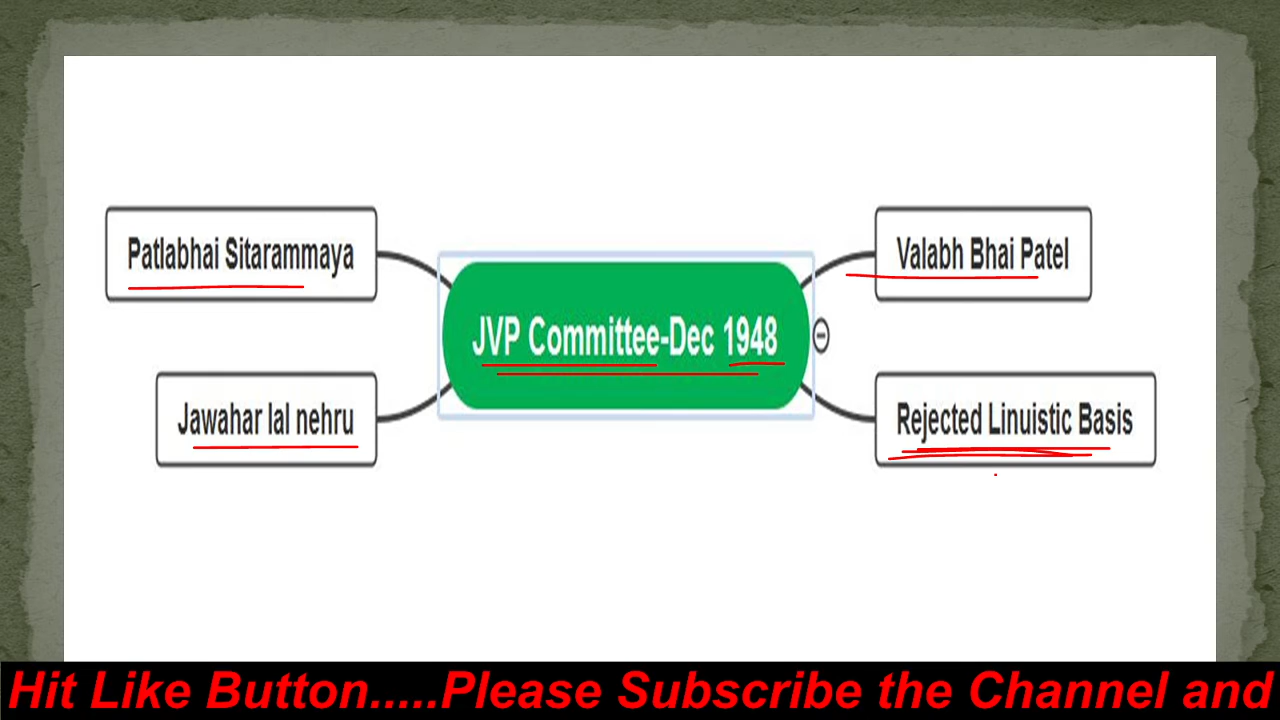 Patlabhai Sitarammaya
Valabh Bhai Patel
JVP Committee-Dec 1948
Jawahar lal nehru
Rejected Linuistic Basis
Hit Like Button.....Please Subscribe the Channel and